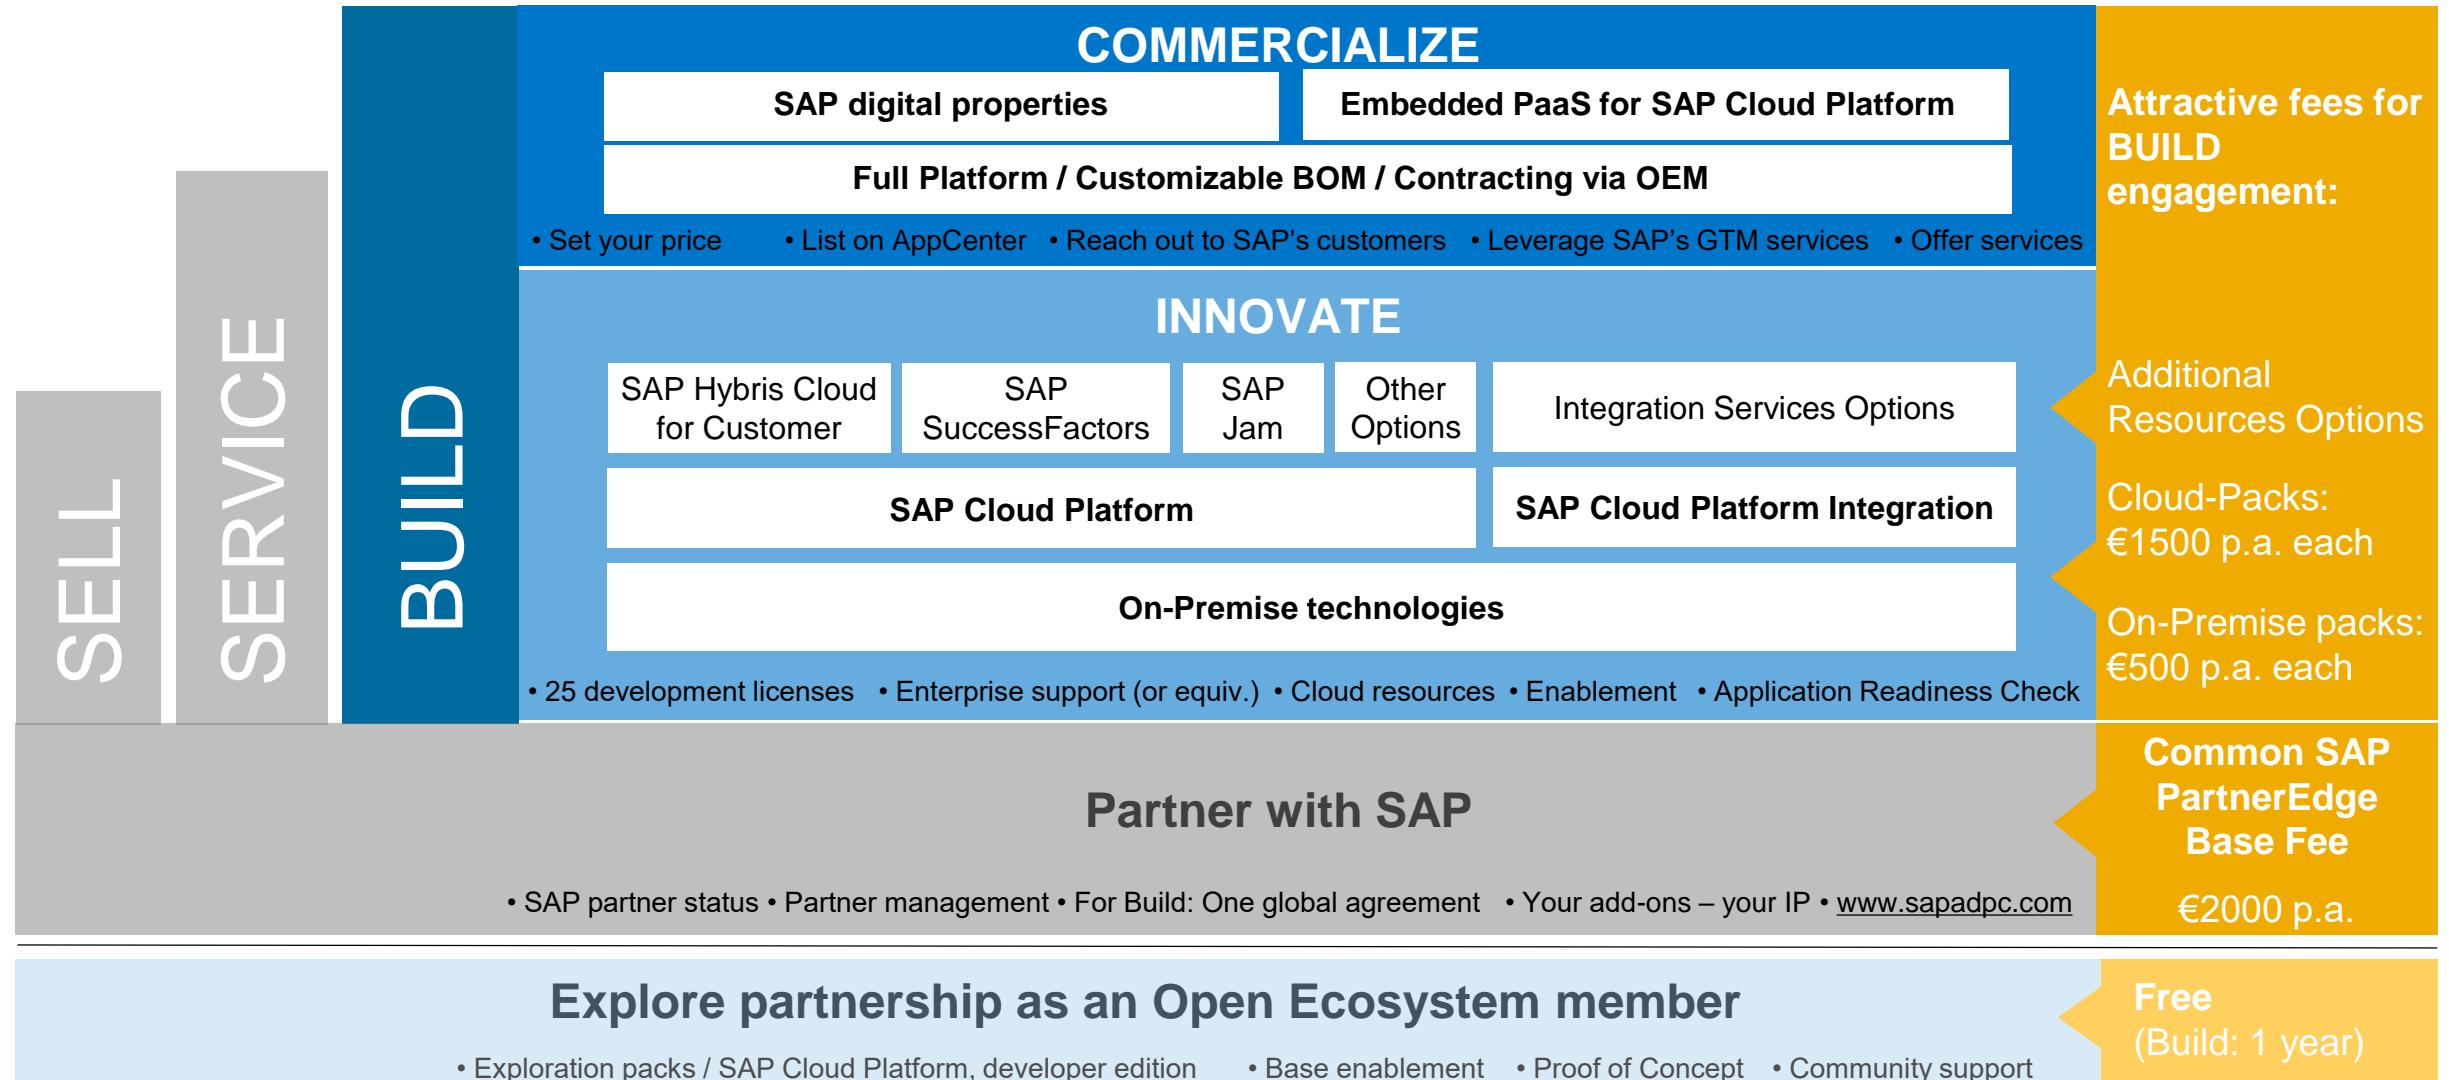 COMMERCIALIZE
SAP digital properties
Embedded PaaS for SAP Cloud Platform
Full Platform / Customizable BOM / Contracting via OEM
• Set your price • List on AppCenter • Reach out to SAP’s customers • Leverage SAP’s GTM services • Offer services
Attractive fees for
BUILD
engagement:
SELL
SERVICE
BUILD
INNOVATE
SAP Hybris Cloud
for Customer
SAP
SuccessFactors
SAP
Jam
Other
Options
Integration Services Options
SAP Cloud Platform
SAP Cloud Platform Integration
On-Premise technologies
• 25 development licenses • Enterprise support (or equiv.) • Cloud resources • Enablement • Application Readiness Check
Additional
Resources Options
Cloud-Packs:
€1500 p.a. each
On-Premise packs:
€500 p.a. each
Partner with SAP
• SAP partner status • Partner management • For Build: One global agreement • Your add-ons – your IP • www.sapadpc.com
Common SAP
PartnerEdge
Base Fee
€2000 p.a.
Explore partnership as an Open Ecosystem member
• Exploration packs / SAP Cloud Platform, developer edition • Base enablement • Proof of Concept • Community support
Free
(Build: 1 year)